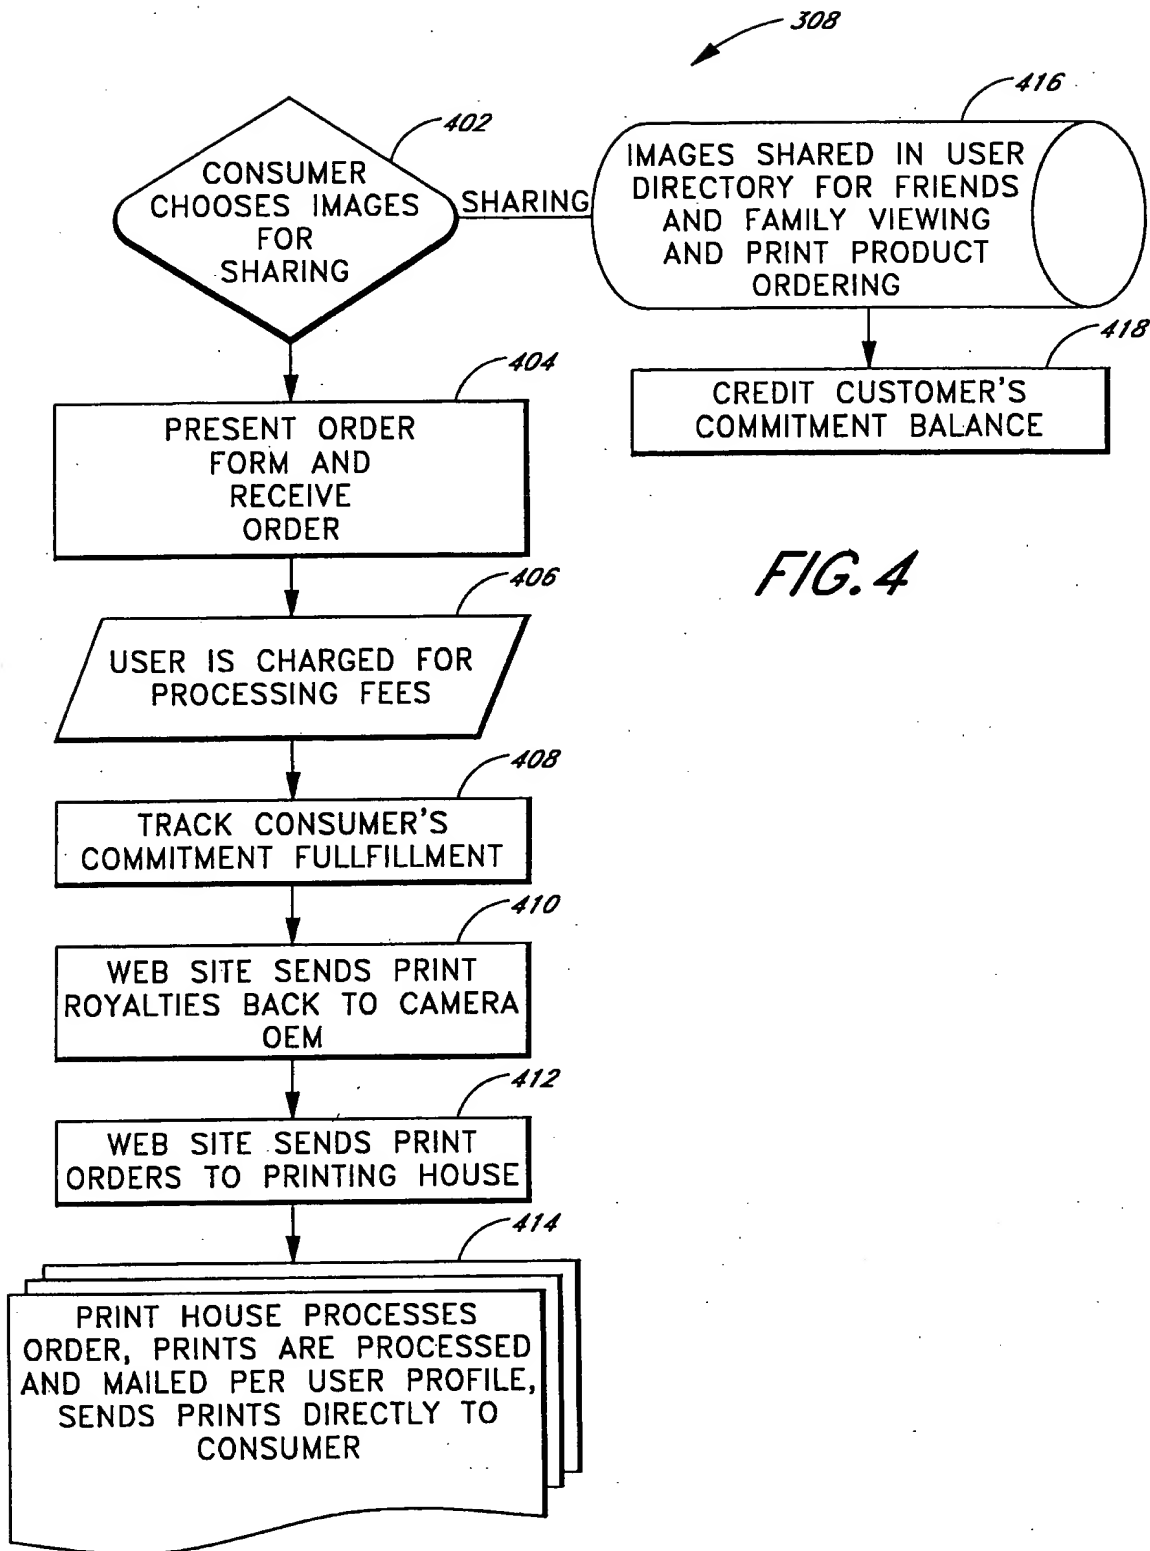 308
402
CONSUMER
CHOOSES IMAGES
FOR
SHARING
SHARING
416
IMAGES SHARED IN USER
DIRECTORY FOR FRIENDS
AND FAMILY VIEWING
AND PRINT PRODUCT
ORDERING
418
CREDIT CUSTOMER'S
COMMITMENT BALANCE
404
PRESENT ORDER
FORM AND
RECEIVE
ORDER
FIG. 4
406
USER IS CHARGED FOR
PROCESSING FEES
408
TRACK CONSUMER'S
COMMITMENT FULLFILLMENT
410
WEB SITE SENDS PRINT
ROYALTIES BACK TO CAMERA
OEM
412
WEB SITE SENDS PRINT
ORDERS TO PRINTING HOUSE
414
PRINT HOUSE PROCESSES
ORDER, PRINTS ARE PROCESSED
AND MAILED PER USER PROFILE,
SENDS PRINTS DIRECTLY TO
CONSUMER